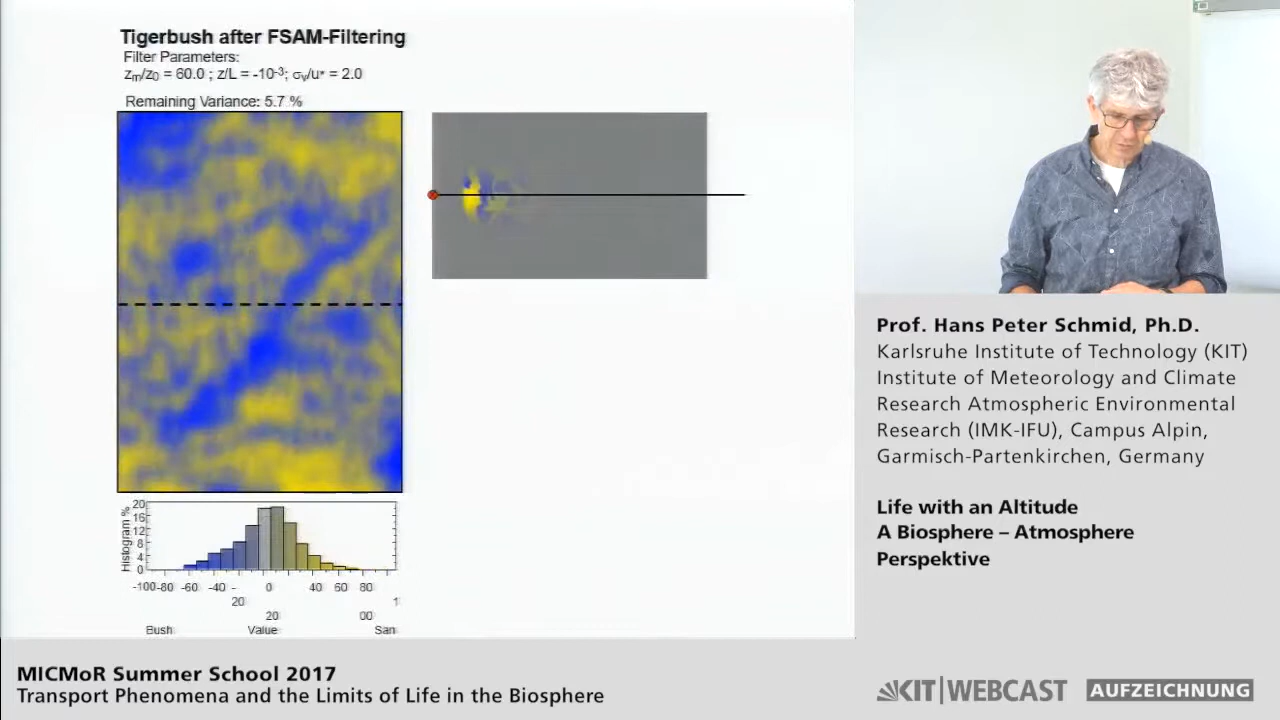 Tigerbush after FSAM-Filtering
Filter Parameters:
zm/z0 = 60.0 ; z/L = -10-3; σv/u* = 2.0
Remaining Variance: 5.7 %
Histogram %
20
16
12
8
4
0
-100 -80 -60 -40 - 0 40 60 80
20 1
20 00
Bush Value San
Prof. Hans Peter Schmid, Ph.D.
Karlsruhe Institute of Technology (KIT)
Institute of Meteorology and Climate
Research Atmospheric Environmental
Research (IMK-IFU), Campus Alpin,
Garmisch-Partenkirchen, Germany
Life with an Altitude
A Biosphere – Atmosphere
Perspektive
MICMoR Summer School 2017
Transport Phenomena and the Limits of Life in the Biosphere
KIT|WEBCAST AUFZEICHNUNG